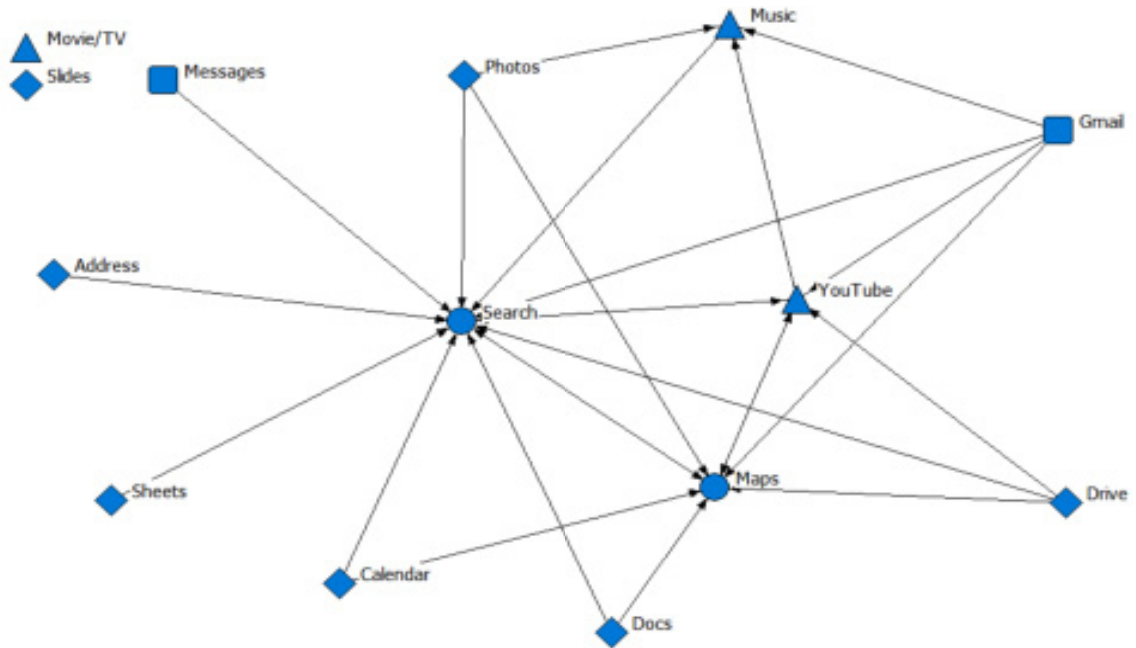 Music
Movie/TV
Photos
Messages
Slides
Gmail
Address
YouTube
Search
Maps
Sheets
Drive
Calendar
Docs